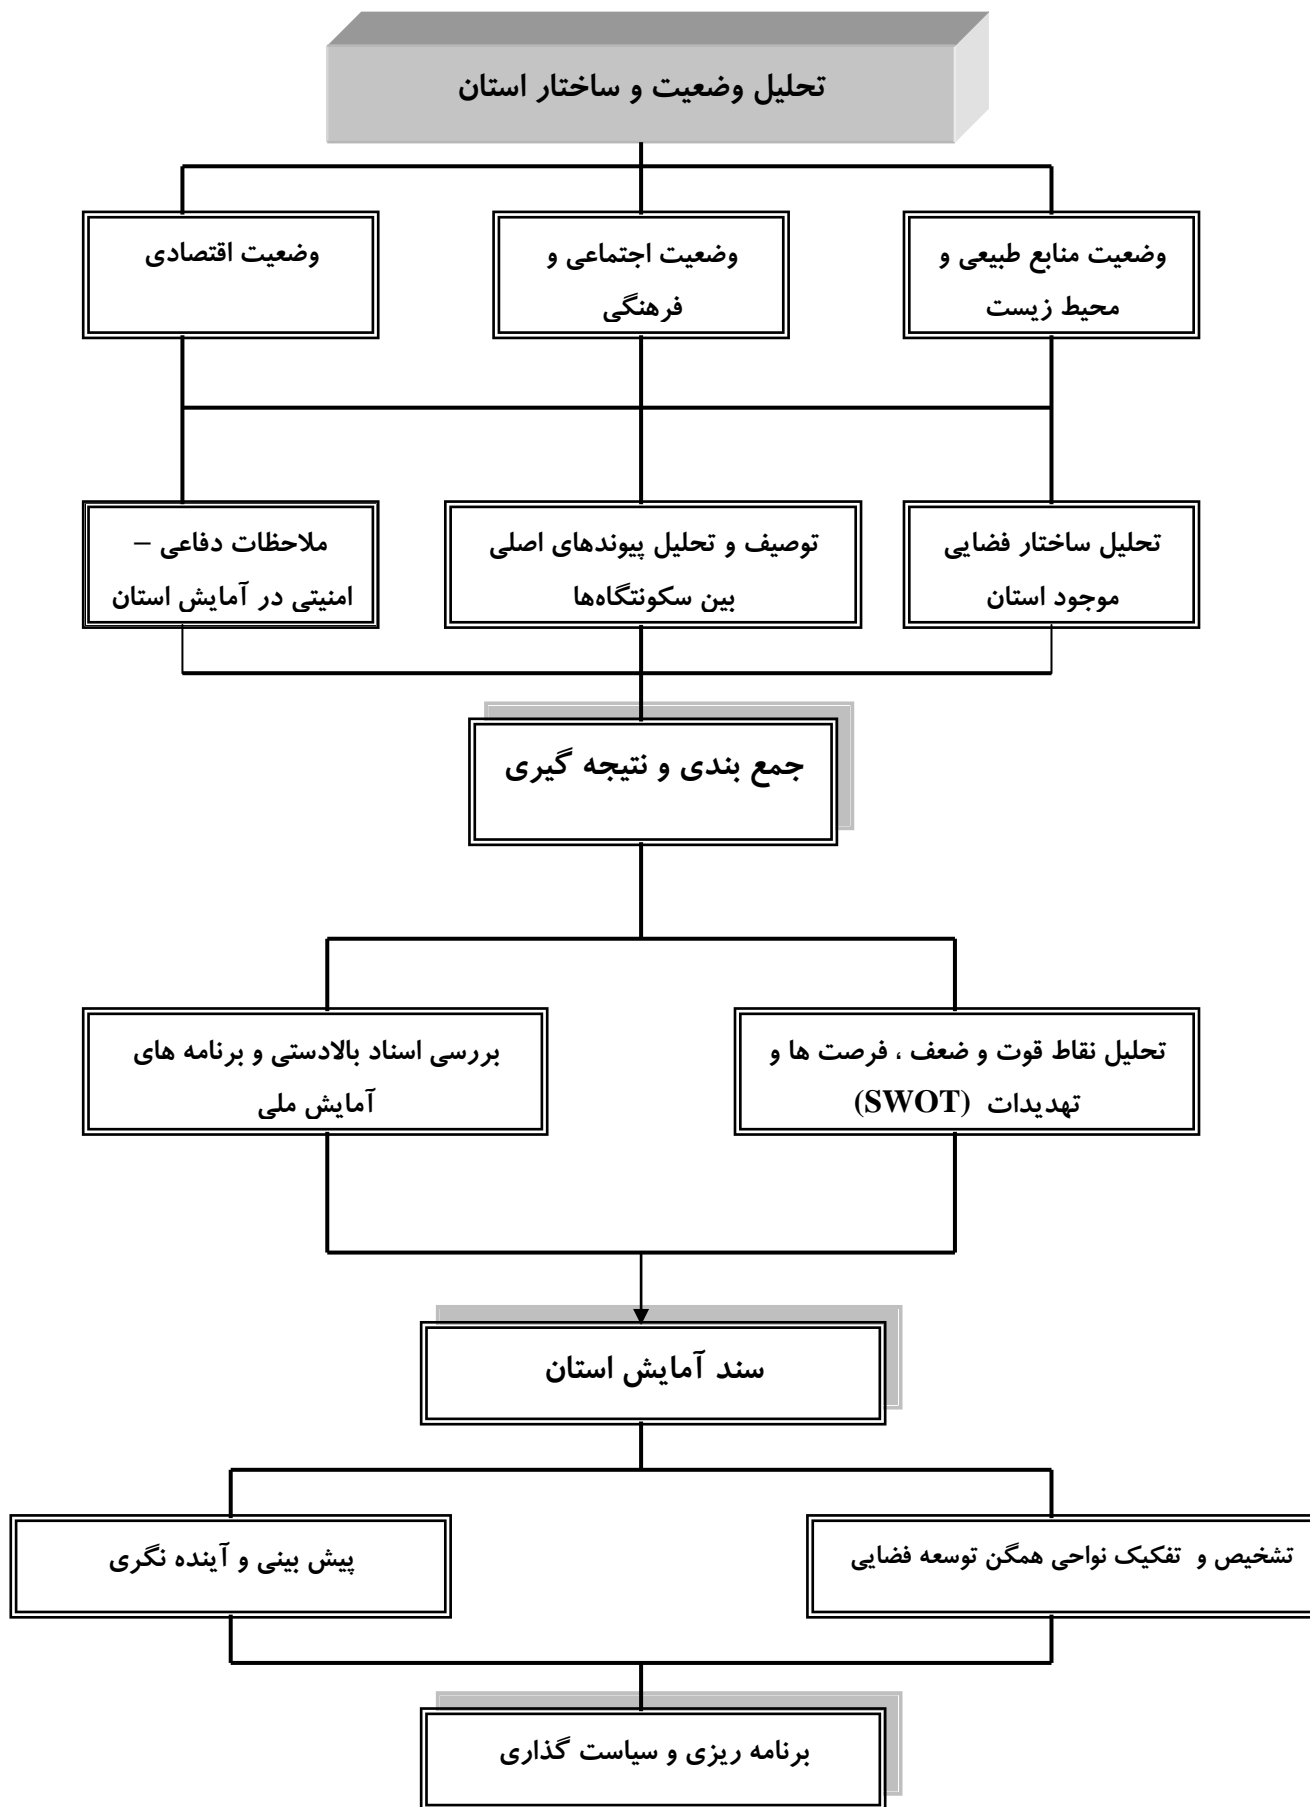 تحلیل وضعیت و ساختار استان
وضعیت منابع طبیعی و
محیط زیست
وضعیت اجتماعی و
فرهنگی
وضعیت اقتصادی
تحلیل ساختار فضایی
موجود استان
توصیف و تحلیل پیوندهای اصلی
بین سکونتگاه‌ها
ملاحظات دفاعی –
امنیتی در آمایش استان
جمع بندی و نتیجه گیری
تحلیل نقاط قوت و ضعف ، فرصت ها و
تهدیدات (SWOT)
بررسی اسناد بالادستی و برنامه های
آمایش ملی
سند آمایش استان
تشخیص و تفکیک نواحی همگن توسعه فضایی
پیش بینی و آینده نگری
برنامه ریزی و سیاست گذاری